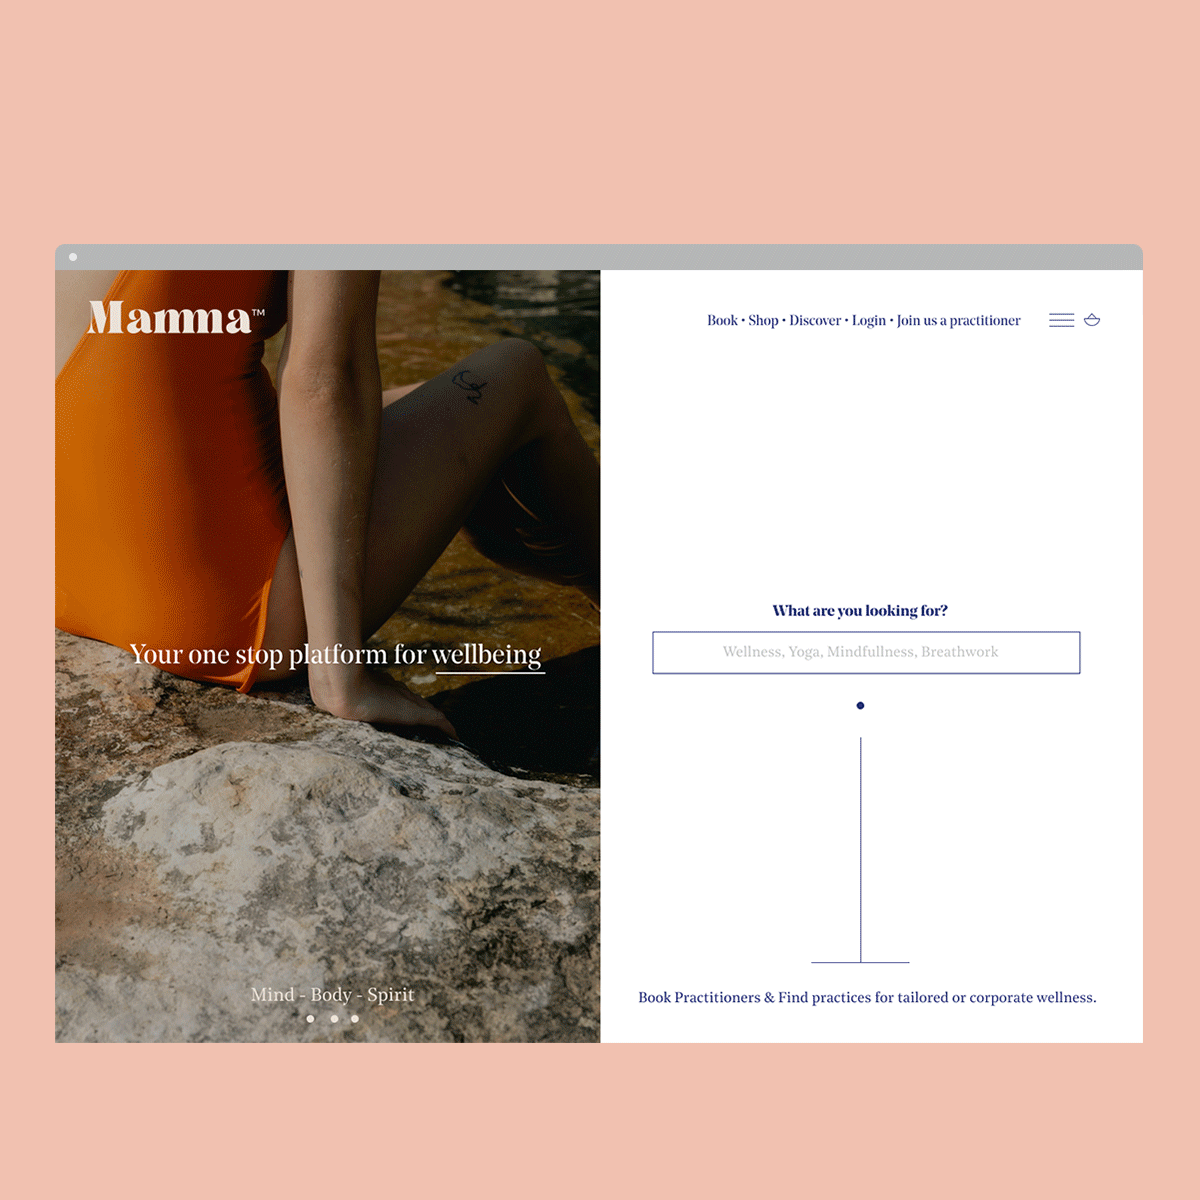 Mamma™
Book • Shop • Discover • Login • Join us a practitioner
Your one stop platform for wellbeing
What are you looking for?
Wellness, Yoga, Mindfullness, Breathwork
Mind - Body - Spirit
Book Practitioners & Find practices for tailored or corporate wellness.